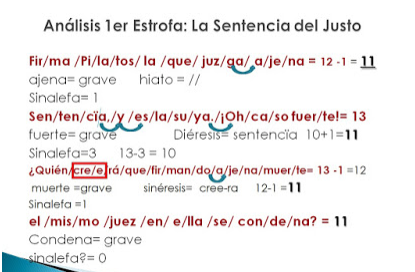 Análisis 1er Estrofa: La Sentencia del Justo
Fir/ma /Pi/la/tos/ la /que/ juz/ga/ a/je/na = 12 -1 = 11
ajena= grave hiato = //
Sinalefa= 1
Sen/ten/cïa,/y /es/la/su/ya./¡Oh/ca/so fuer/te!= 13
fuerte= grave Diéresis= sentencïa 10+1=11
Sinalefa=3 13-3 = 10
¿Quién/cre/e/rá/que/fir/man/do/a/je/na/muer/te= 13 -1 =12
muerte =grave sinéresis= cree-ra 12-1 =11
Sinalefa =1
el /mis/mo /juez /en/ e/lla /se/ con/de/na? = 11
Condena= grave
sinalefa?= 0